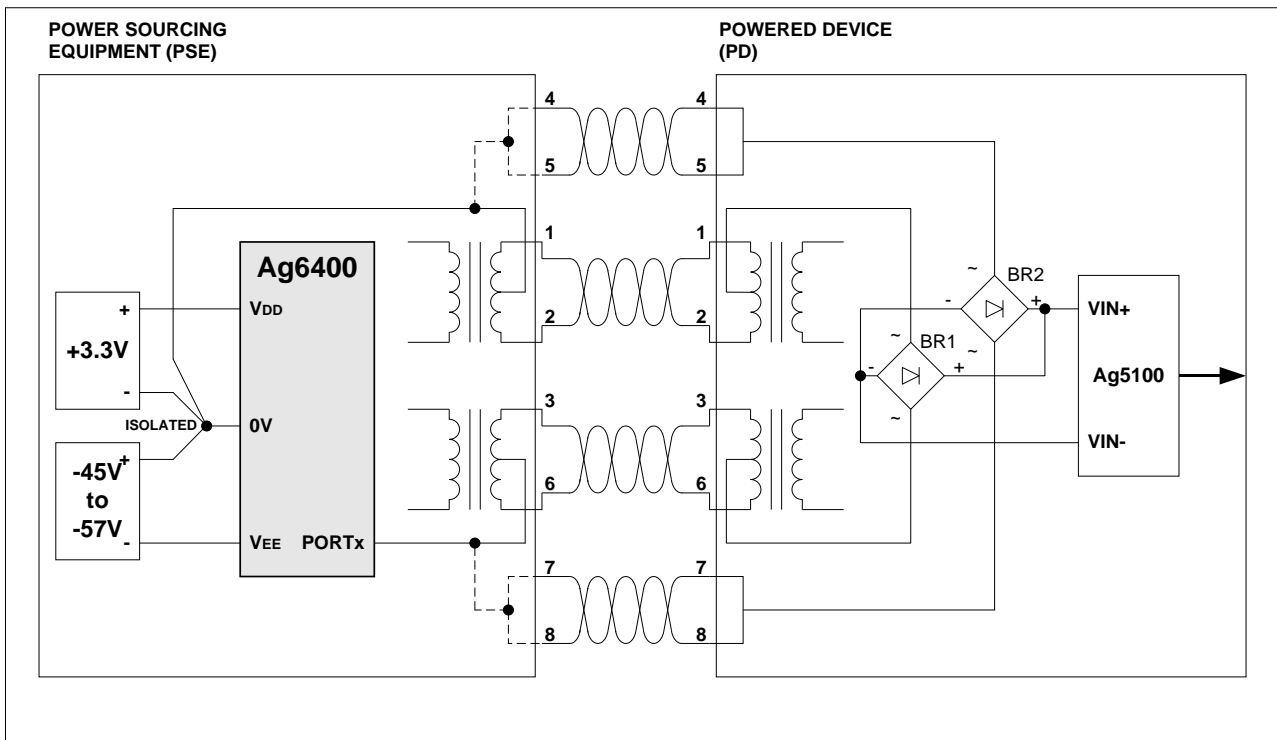 POWER SOURCING
EQUIPMENT (PSE)
POWERED DEVICE
(PD)
4
4
5
5
1
1
2
2
3
3
6
6
7
7
8
8
Ag6400
VDD
0V
VEE
PORTx
+
+3.3V
-
ISOLATED
+
-45V
to
-57V
-
~
BR2
-
+
~
BR1
~
-
+
~
VIN+
Ag5100
VIN-